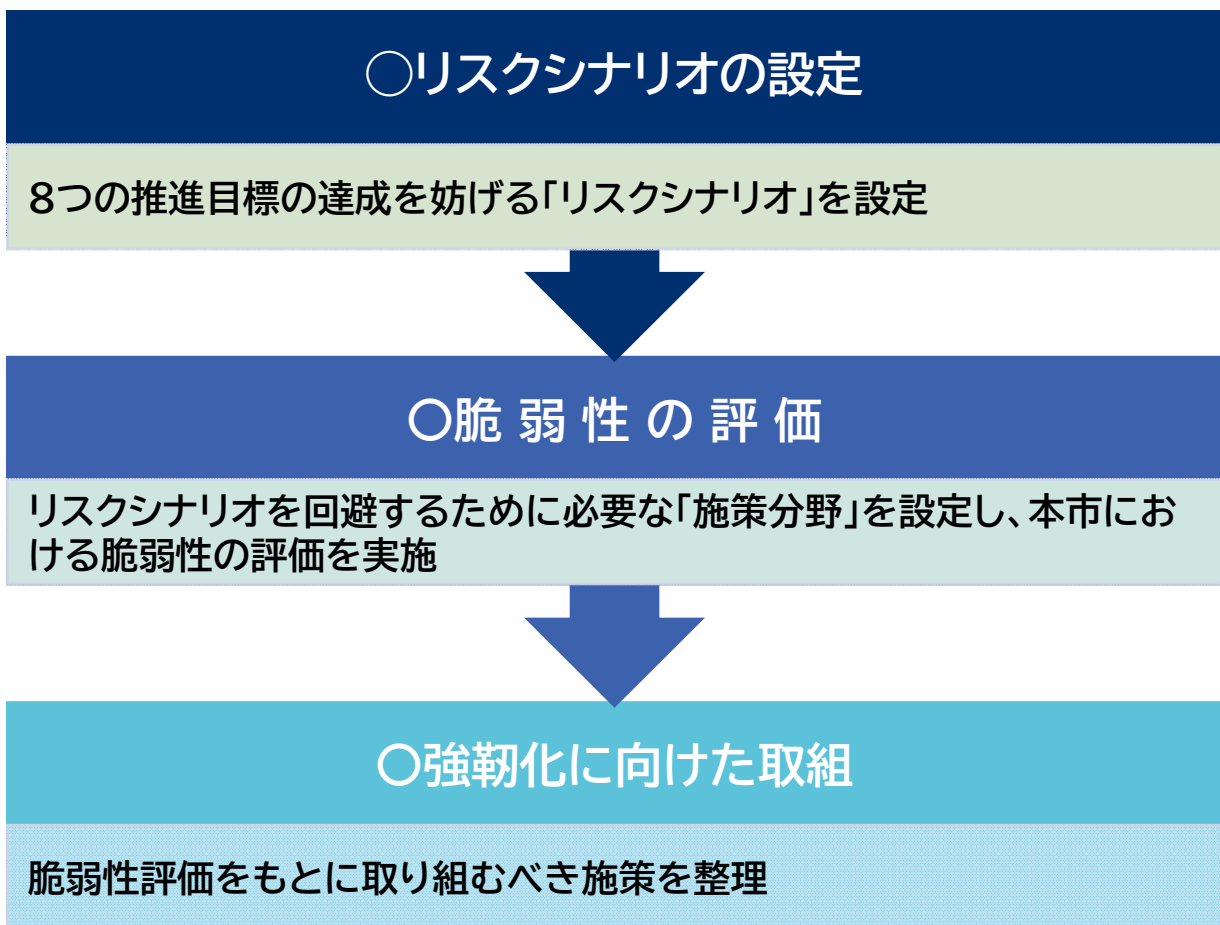 ○リスクシナリオの設定
8つの推進目標の達成を妨げる「リスクシナリオ」を設定
○脆 弱 性 の 評 価
リスクシナリオを回避するために必要な「施策分野」を設定し、本市にお
ける脆弱性の評価を実施
○強靭化に向けた取組
脆弱性評価をもとに取り組むべき施策を整理